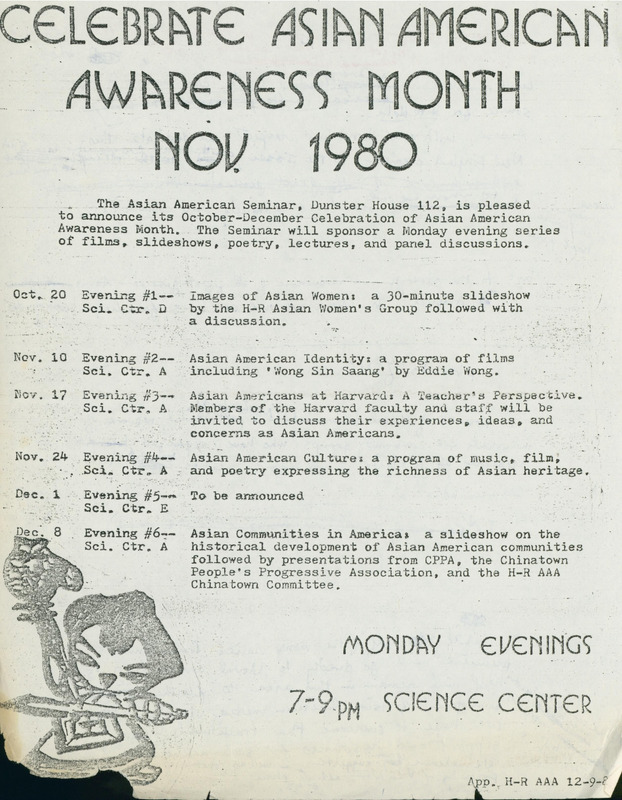 CELEBRATE ASIAN AMERICAN
AWARENESS MONTH
NOV. 1980
The Asian American Seminar, Dunster House 112, is pleased
to announce its October-December Celebration of Asian American
Awareness Month. The Seminar will sponsor a Monday evening series
of films, slideshows, poetry, lectures, and panel discussions.
Oct. 20 Evening #1-- Images of Asian Women: a 30-minute slideshow
Sci. Ctr. D by the H-R Asian Women's Group followed with
a discussion.
Nov. 10 Evening #2-- Asian American Identity: a program of films
Sci. Ctr. A including 'Wong Sin Saang' by Eddie Wong.
Nov. 17 Evening #3-- Asian Americans at Harvard: A Teacher's Perspective.
Sci. Ctr. A Members of the Harvard faculty and staff will be
invited to discuss their experiences, ideas, and
concerns as Asian Americans.
Nov. 24 Evening #4-- Asian American Culture: a program of music, film,
Sci. Ctr. A and poetry expressing the richness of Asian heritage.
Dec. 1 Evening #5-- To be announced
Sci. Ctr. E
Dec. 8 Evening #6-- Asian Communities in America: a slideshow on the
Sci. Ctr. A historical development of Asian American communities
followed by presentations from CPPA, the Chinatown
People's Progressive Association, and the H-R AAA
Chinatown Committee.
MONDAY EVENINGS
7-9 PM SCIENCE CENTER
App. H-R AAA 12-9-8